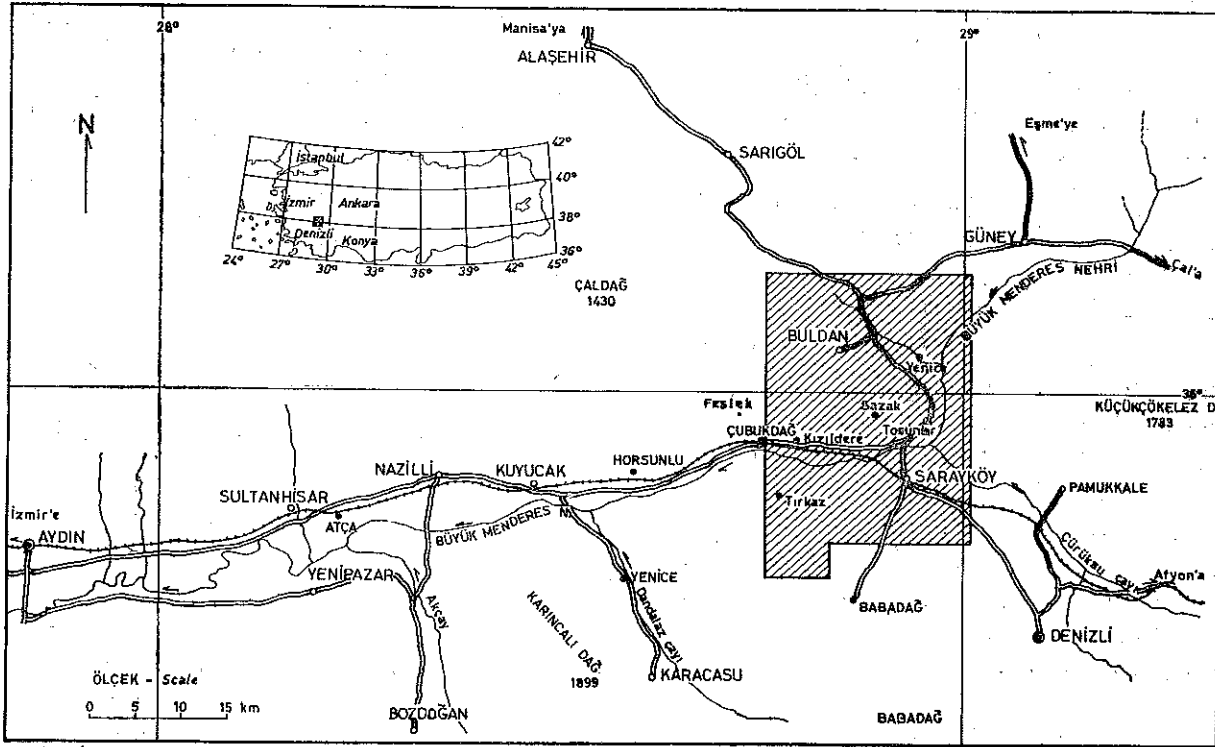 28°
29°
Manisa'ya
ALAŞEHİR
N
Eşme'ye
SARIGÖL
42°
İstanbul
40°
İzmir
Ankara
38°
Denizli
Konya
36°
24°
27°
30°
33°
36°
39°
42°
45°
GÜNEY
Çal'a
BÜYÜK MENDERES NEHRİ
ÇALDAĞ
1430
BULDAN
Yenice
Feslek
Bazak
38°
KÜÇÜKÇÖKELEZ D
1783
ÇUBUKDAĞ
Kızıldere
Tosunlar
NAZİLLİ
KUYUCAK
HORSUNLU
SARAYKÖY
PAMUKKALE
SULTANHİSAR
Tırkaz
İzmir'e
ATÇA
BÜYÜK MENDERES N.
AYDIN
Çürüksu çayı
YENİPAZAR
YENİCE
Afyon'a
BABADAĞ
Akçay
Dandalaz çayı
DENİZLİ
KARINCALI DAĞ
1899
KARACASU
ÖLÇEK - Scale
0 5 10 15 km
BOZDOĞAN
BABADAĞ